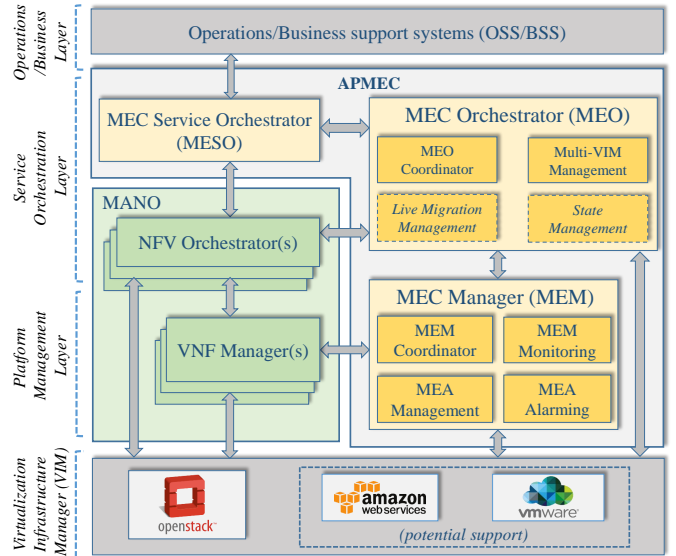 Operations
/Business
Layer
Operations/Business support systems (OSS/BSS)
APMEC
Service
Orchestration
Layer
MEC Service Orchestrator
(MESO)
MEC Orchestrator (MEO)
MEO
Coordinator
Multi-VIM
Management
Live Migration
Management
State
Management
MANO
NFV Orchestrator(s)
Platform
Management
Layer
VNF Manager(s)
MEC Manager (MEM)
MEM
Coordinator
MEM
Monitoring
MEA
Management
MEA
Alarming
Virtualization
Infrastructure
Manager (VIM)
openstack™
amazon
webservices
vmware®
(potential support)